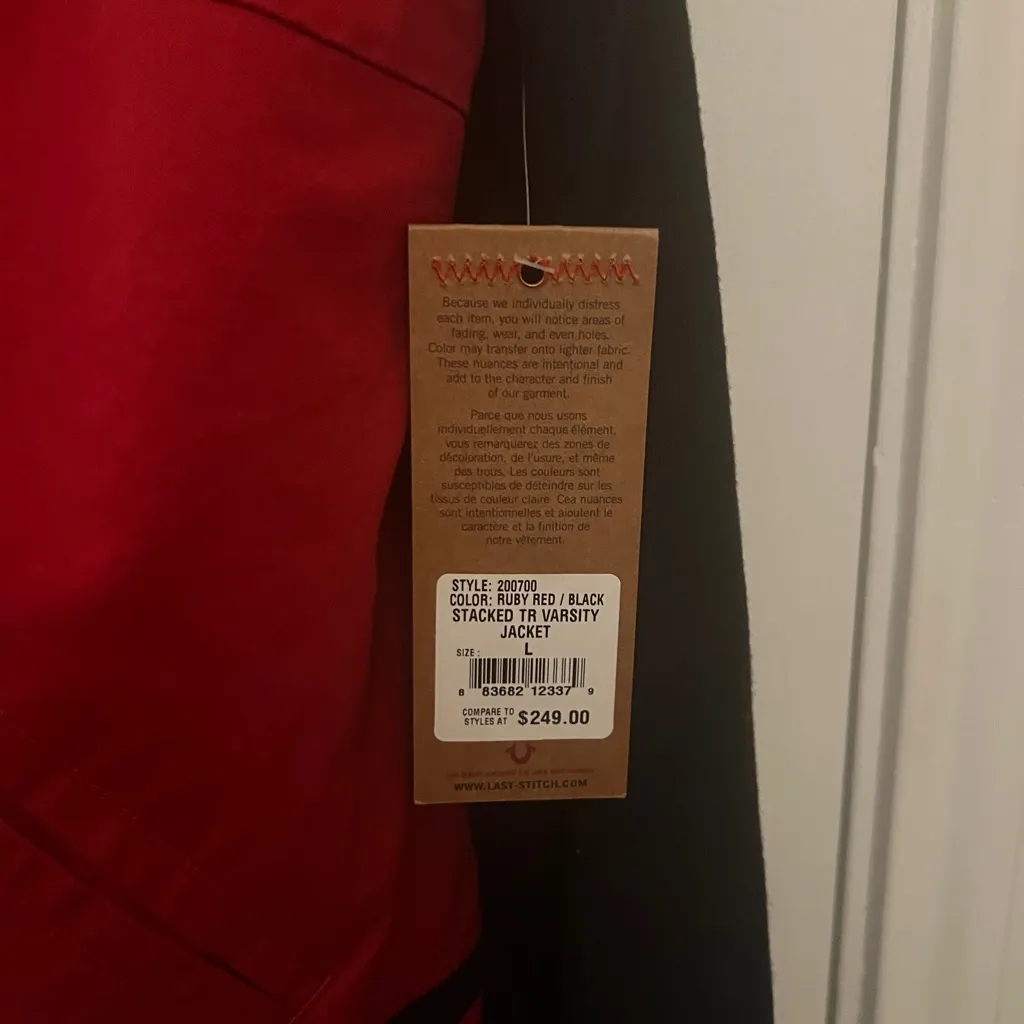 Because we individually distress
each item, you will notice areas of
fading, wear, and even holes.
Color may transfer onto lighter fabric.
These nuances are intentional and
add to the character and finish
of our garment.
Parce que nous usons
individuellement chaque élément,
vous remarquerez des zones de
décoloration, de l'usure, et même
des trous. Les couleurs sont
susceptibles de déteindre sur les
tissus de couleur claire. Cea nuances
sont intentionnelles et aioutent le
caractère et la finition de
notre vêtement.
STYLE: 200700
COLOR: RUBY RED / BLACK
STACKED TR VARSITY
JACKET
SIZE: L
8 83682 12337 9
COMPARE TO
STYLES AT $249.00
WWW.LAST-STITCH.COM